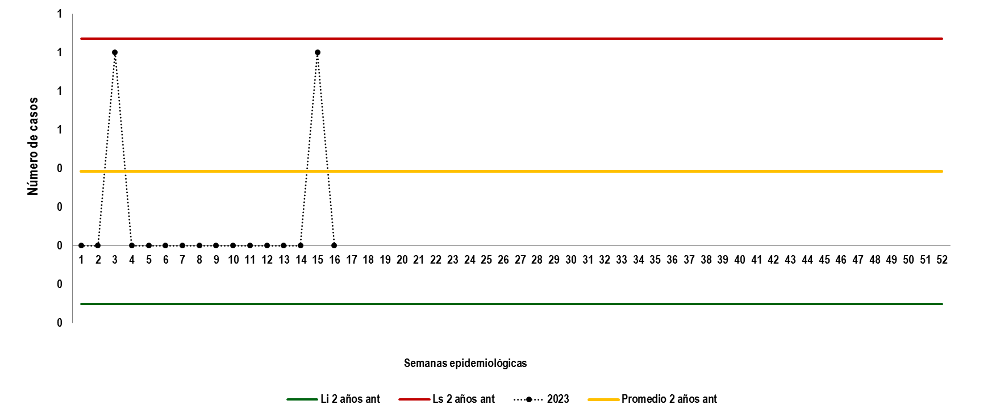 Número de casos
1
1
1
1
0
0
0
0
0
1 2 3 4 5 6 7 8 9 10 11 12 13 14 15 16 17 18 19 20 21 22 23 24 25 26 27 28 29 30 31 32 33 34 35 36 37 38 39 40 41 42 43 44 45 46 47 48 49 50 51 52
Semanas epidemiológicas
Li 2 años ant Ls 2 años ant 2023 Promedio 2 años ant